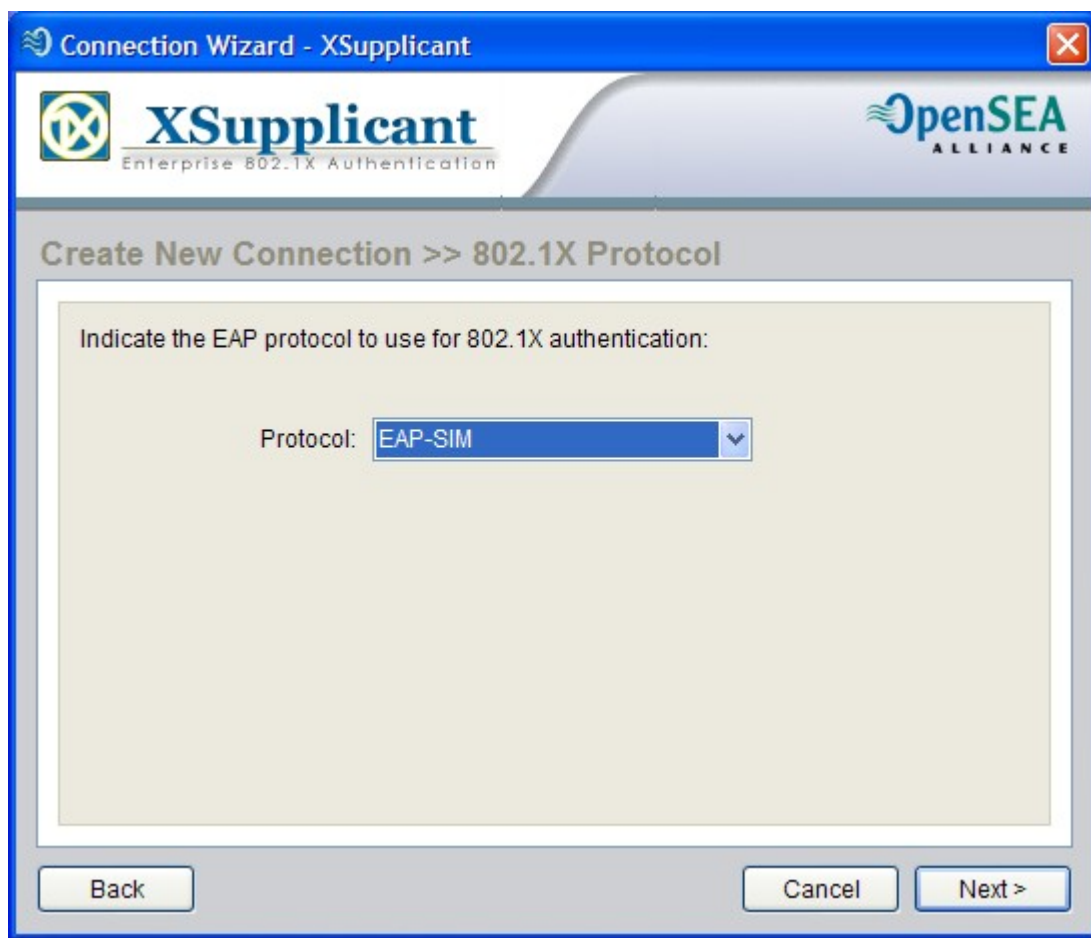 Connection Wizard - XSupplicant
1X
XSupplicant
Enterprise 802.1X Authentication
OpenSEA
ALLIANCE
Create New Connection >> 802.1X Protocol
Indicate the EAP protocol to use for 802.1X authentication:
Protocol: EAP-SIM
Back Cancel Next >